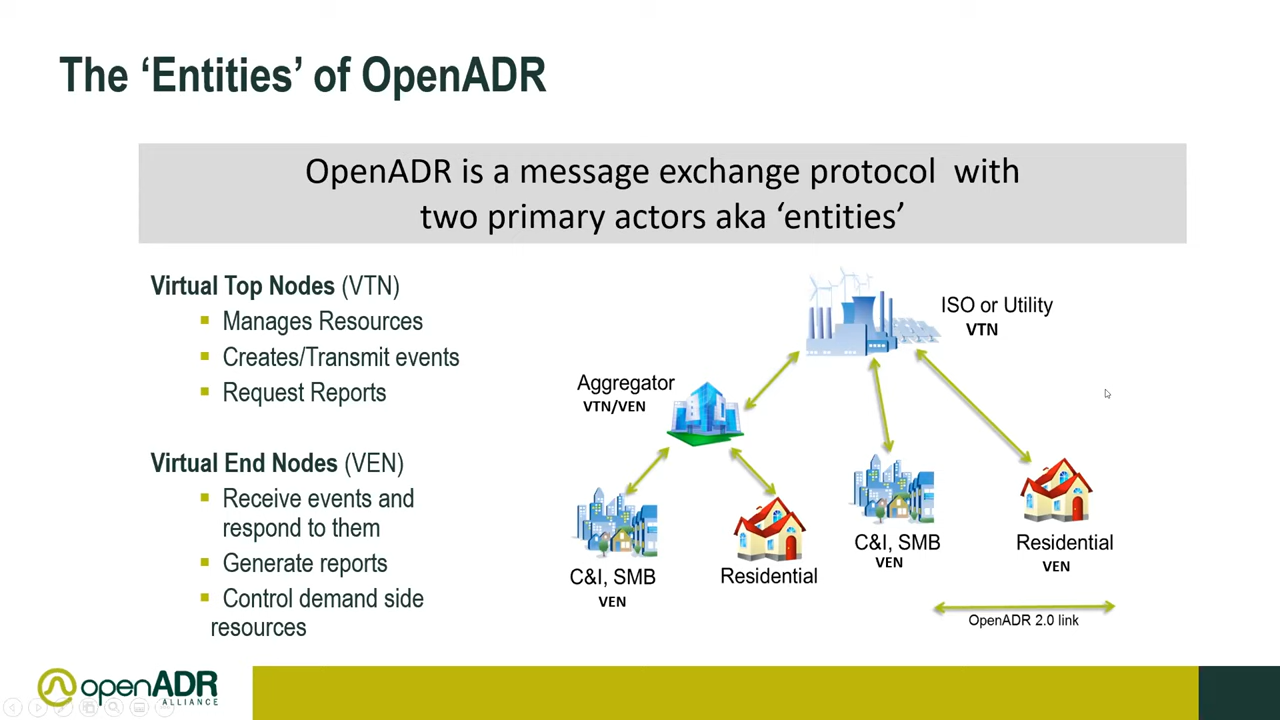 The ‘Entities’ of OpenADR
OpenADR is a message exchange protocol with
two primary actors aka ‘entities’
Virtual Top Nodes (VTN)
Manages Resources
Creates/Transmit events
Request Reports
Virtual End Nodes (VEN)
Receive events and
respond to them
Generate reports
Control demand side
resources
ISO or Utility
VTN
Aggregator
VTN/VEN
C&I, SMB
VEN
Residential
C&I, SMB
VEN
Residential
VEN
OpenADR 2.0 link
openADR
ALLIANCE